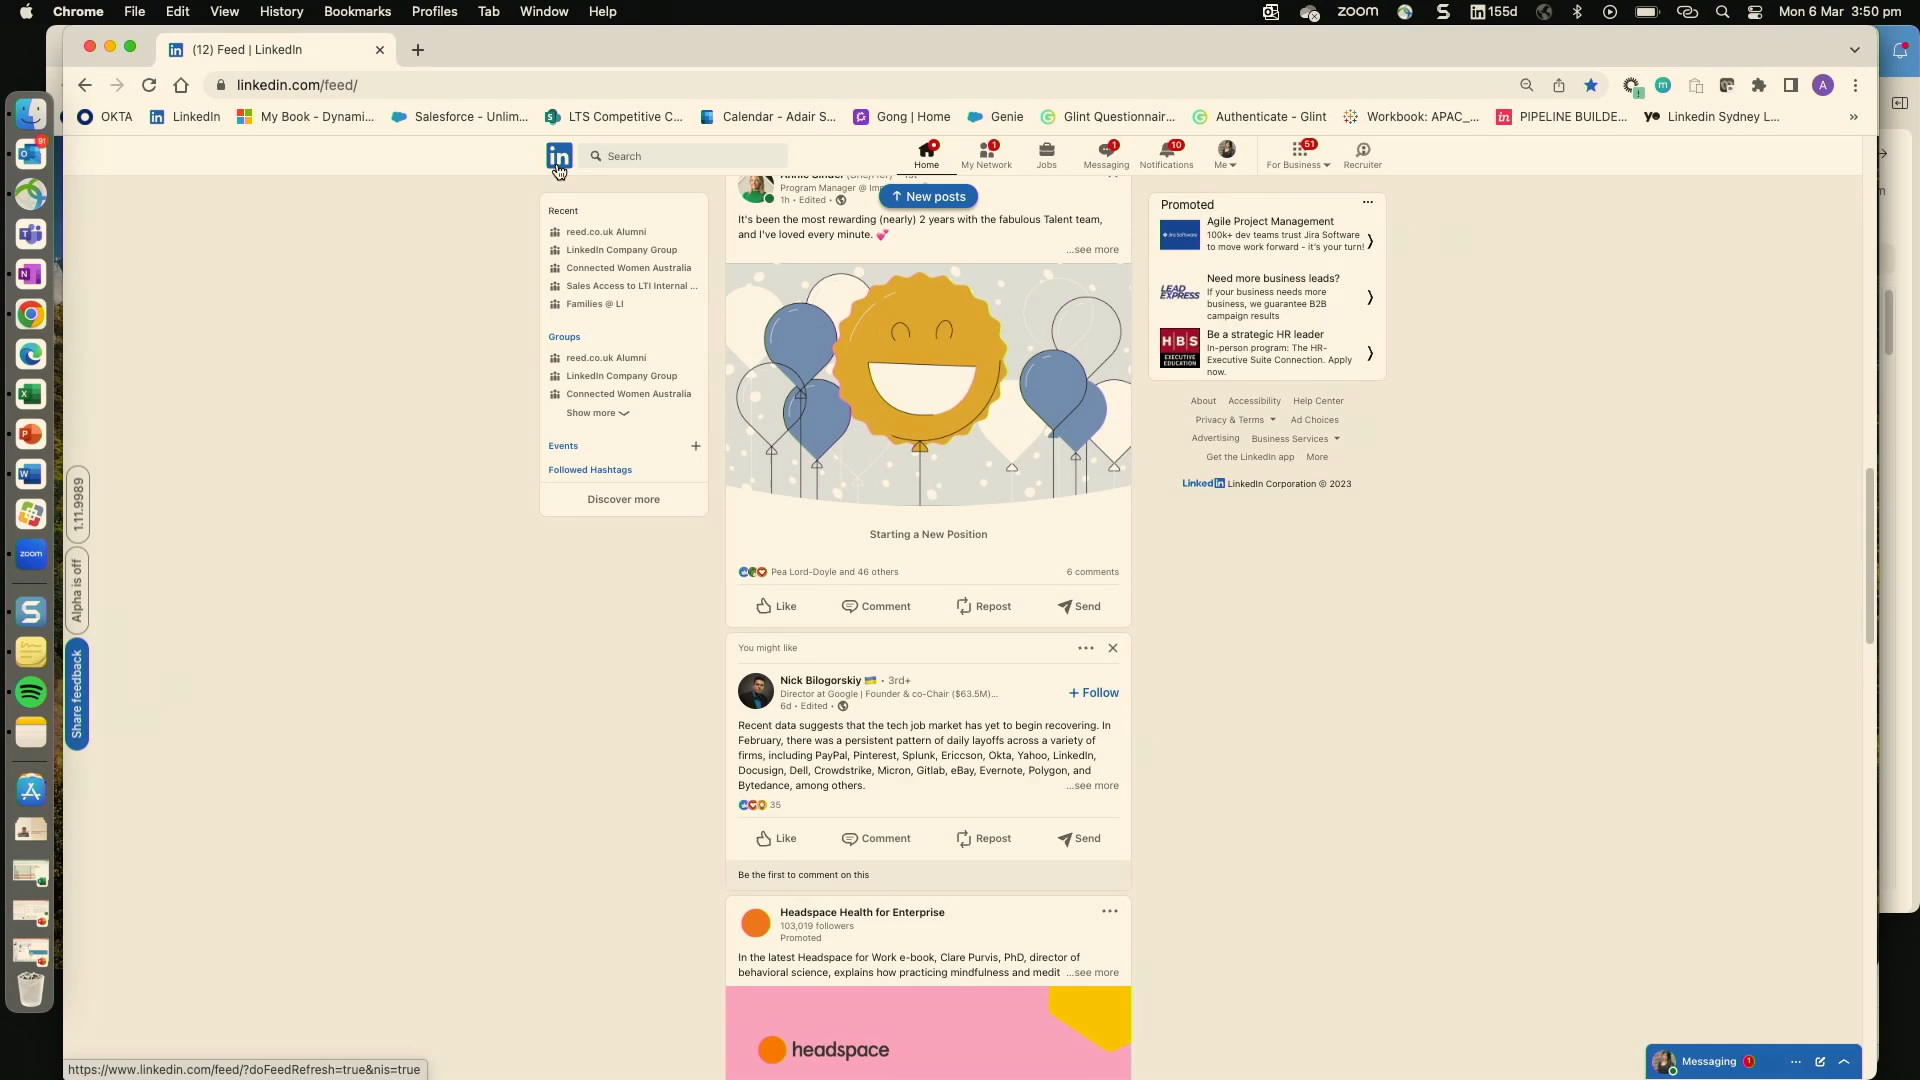 Chrome File Edit View History Bookmarks Profiles Tab Window Help
zoom 155d Mon 6 Mar 3:50 pm
(12) Feed | LinkedIn
linkedin.com/feed/
OKTA LinkedIn My Book - Dynami... Salesforce - Unlim... LTS Competitive C... Calendar - Adair S... Gong | Home Genie Glint Questionnair... Authenticate - Glint Workbook: APAC_... PIPELINE BUILDE... Linkedin Sydney L...
in Search
Home
1 My Network
Jobs
1 Messaging
10 Notifications
Me
51 For Business
Recruiter
91
zoom
1.11.9989
Alpha is off
Share feedback
Recent
reed.co.uk Alumni
LinkedIn Company Group
Connected Women Australia
Sales Access to LTI Internal ...
Families @ LI
Groups
reed.co.uk Alumni
LinkedIn Company Group
Connected Women Australia
Show more
Events
Followed Hashtags
Discover more
Program Manager @
New posts
1h • Edited •
It's been the most rewarding (nearly) 2 years with the fabulous Talent team,
and I've loved every minute. 💕
...see more
Starting a New Position
Pea Lord-Doyle and 46 others 6 comments
Like Comment Repost Send
You might like
Nick Bilogorskiy 🇺🇦 • 3rd+
Director at Google | Founder & co-Chair ($63.5M)...
6d • Edited •
+ Follow
Recent data suggests that the tech job market has yet to begin recovering. In
February, there was a persistent pattern of daily layoffs across a variety of
firms, including PayPal, Pinterest, Splunk, Ericcson, Okta, Yahoo, LinkedIn,
Docusign, Dell, Crowdstrike, Micron, Gitlab, eBay, Evernote, Polygon, and
Bytedance, among others. ...see more
35
Like Comment Repost Send
Be the first to comment on this
Headspace Health for Enterprise
103,019 followers
Promoted
In the latest Headspace for Work e-book, Clare Purvis, PhD, director of
behavioral science, explains how practicing mindfulness and medit ...see more
headspace
Promoted
Agile Project Management
100k+ dev teams trust Jira Software
to move work forward - it's your turn!
Jira Software
Need more business leads?
If your business needs more
business, we guarantee B2B
campaign results
LEAD
EXPRESS
Be a strategic HR leader
In-person program: The HR-
Executive Suite Connection. Apply
now.
HBS
EXECUTIVE
EDUCATION
About Accessibility Help Center
Privacy & Terms Ad Choices
Advertising Business Services
Get the LinkedIn app More
LinkedIn LinkedIn Corporation © 2023
https://www.linkedin.com/feed/?doFeedRefresh=true&nis=true
Messaging 1